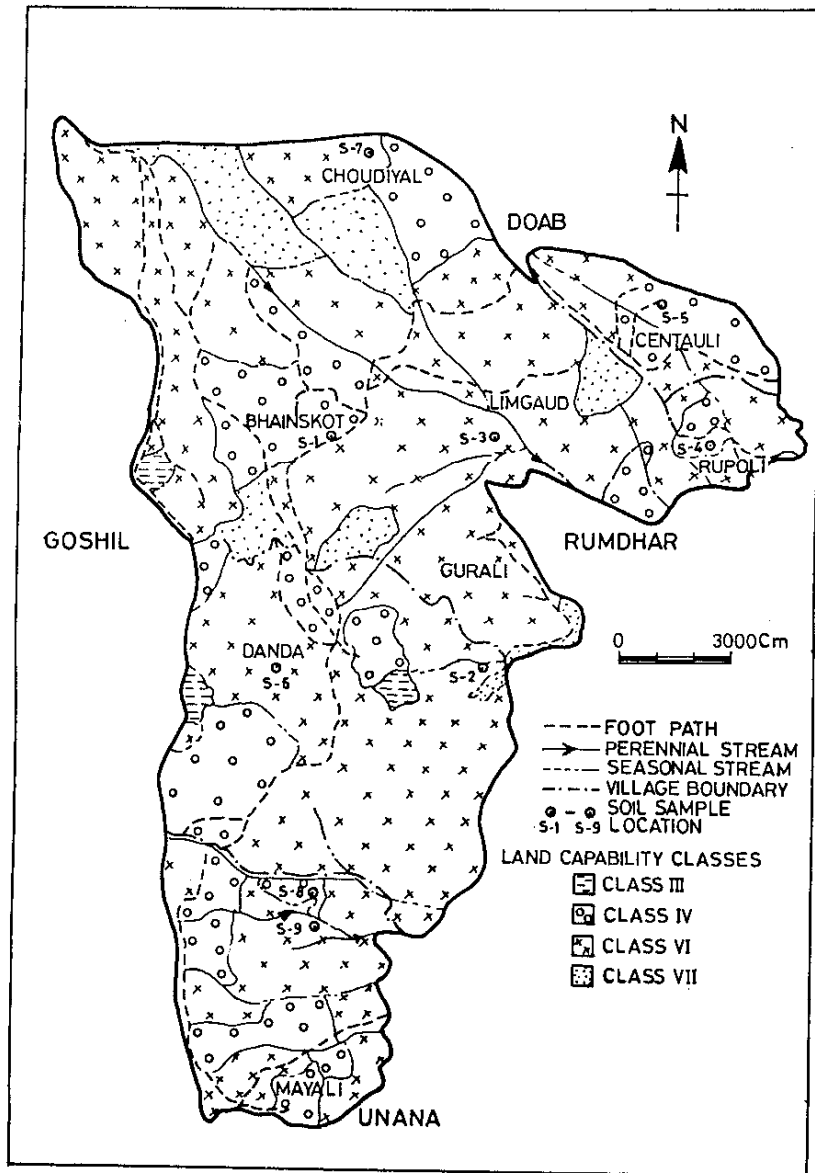 N
S-7
CHOUDIYAL
DOAB
S-5
CENTAULI
LIMGAUD
BHAINSKOT
S-1
S-3
S-4
RUPOLI
GOSHIL
RUMDHAR
GURALI
0 3000Cm
DANDA
S-6
S-2
FOOT PATH
PERENNIAL STREAM
SEASONAL STREAM
VILLAGE BOUNDARY
SOIL SAMPLE
S-1 S-9 LOCATION
LAND CAPABILITY CLASSES
CLASS III
CLASS IV
CLASS VI
CLASS VII
S-8
S-9
MAYALI
UNANA